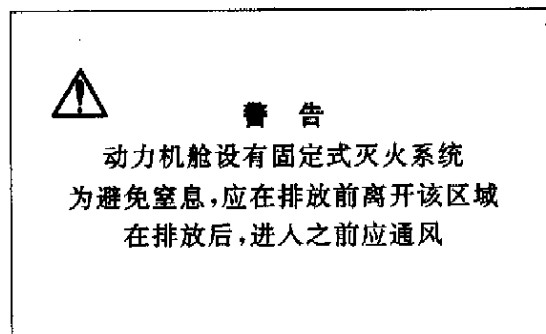 警 告
动力机舱设有固定式灭火系统
为避免窒息,应在排放前离开该区域
在排放后,进入之前应通风